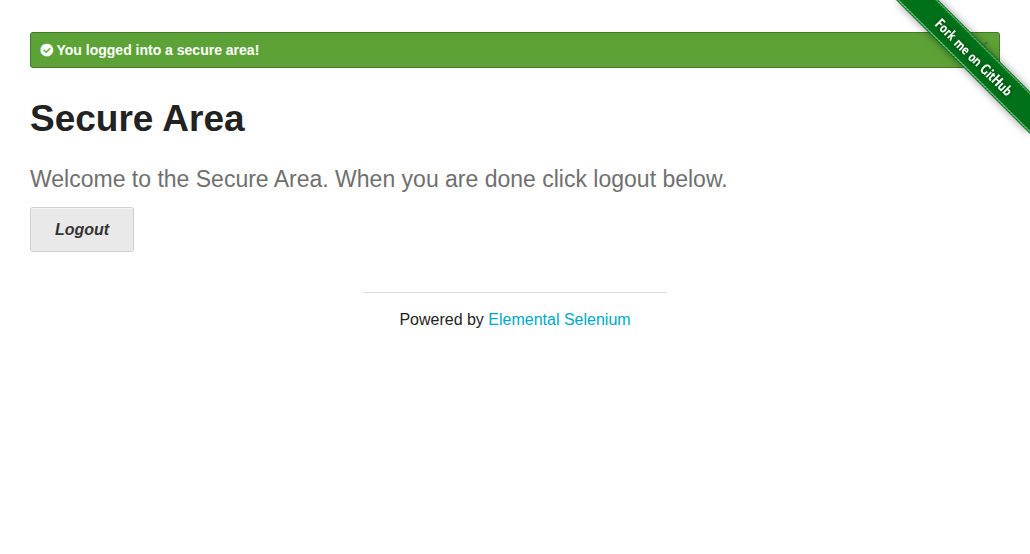 You logged into a secure area!
Fork me on GitHub
Secure Area
Welcome to the Secure Area. When you are done click logout below.
Logout
Powered by Elemental Selenium